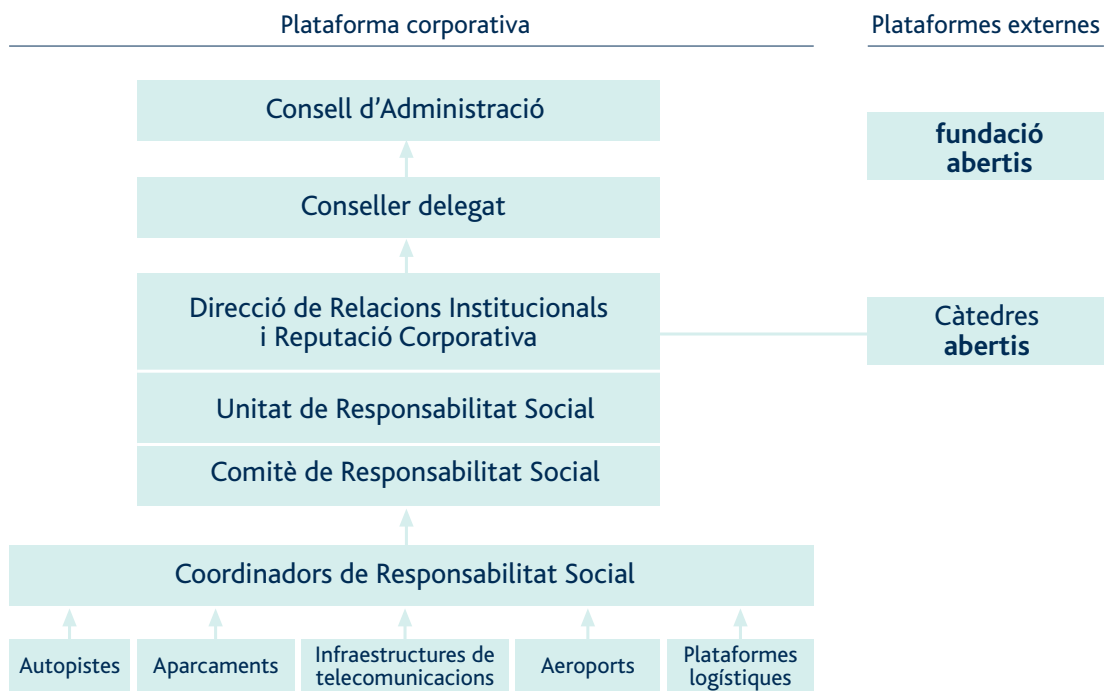 Plataforma corporativa
Plataformes externes
Consell d’Administració
fundació
abertis
Conseller delegat
Direcció de Relacions Institucionals
i Reputació Corporativa
Càtedres
abertis
Unitat de Responsabilitat Social
Comitè de Responsabilitat Social
Coordinadors de Responsabilitat Social
Autopistes
Aparcaments
Infraestructures de
telecomunicacions
Aeroports
Plataformes
logístiques